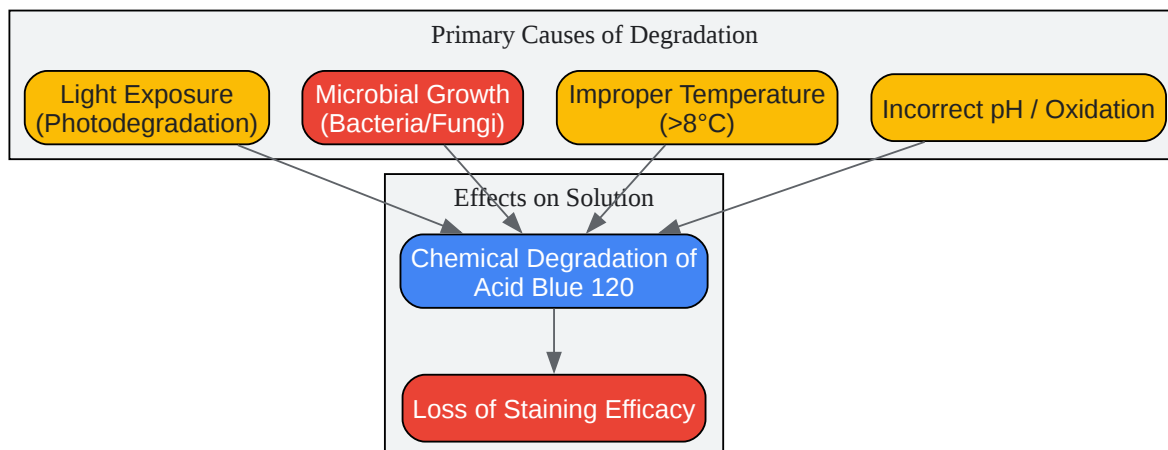 Primary Causes of Degradation
Light Exposure
(Photodegradation)
Microbial Growth
(Bacteria/Fungi)
Improper Temperature
(>8°C)
Incorrect pH / Oxidation
Effects on Solution
Chemical Degradation of
Acid Blue 120
Loss of Staining Efficacy